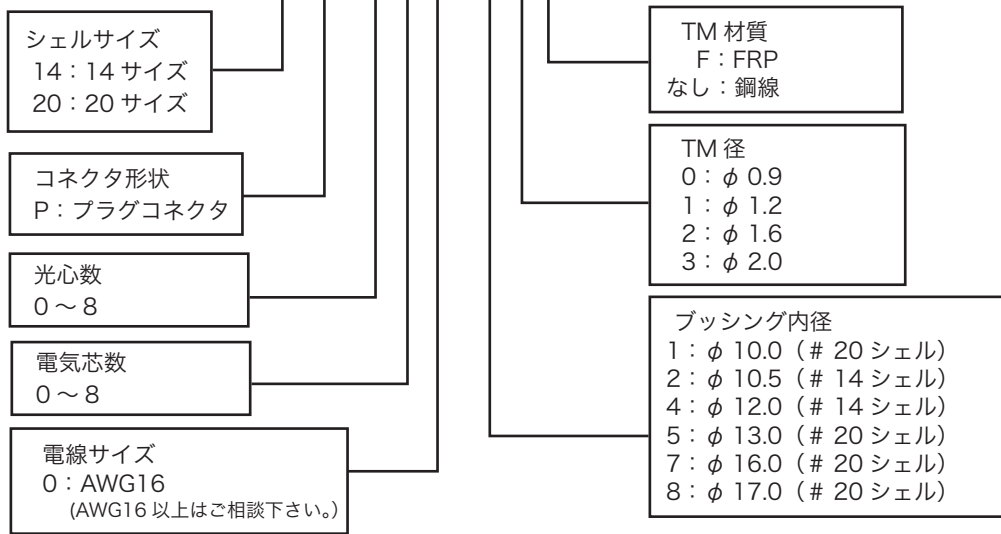 シェルサイズ
14：14 サイズ
20：20 サイズ
コネクタ形状
P：プラグコネクタ
光心数
0 ～ 8
電気芯数
0 ～ 8
電線サイズ
0：AWG16
(AWG16 以上はご相談下さい。)
TM 材質
F：FRP
なし：鋼線
TM 径
0：φ 0.9
1：φ 1.2
2：φ 1.6
3：φ 2.0
ブッシング内径
1：φ 10.0（# 20 シェル）
2：φ 10.5（# 14 シェル）
4：φ 12.0（# 14 シェル）
5：φ 13.0（# 20 シェル）
7：φ 16.0（# 20 シェル）
8：φ 17.0（# 20 シェル）